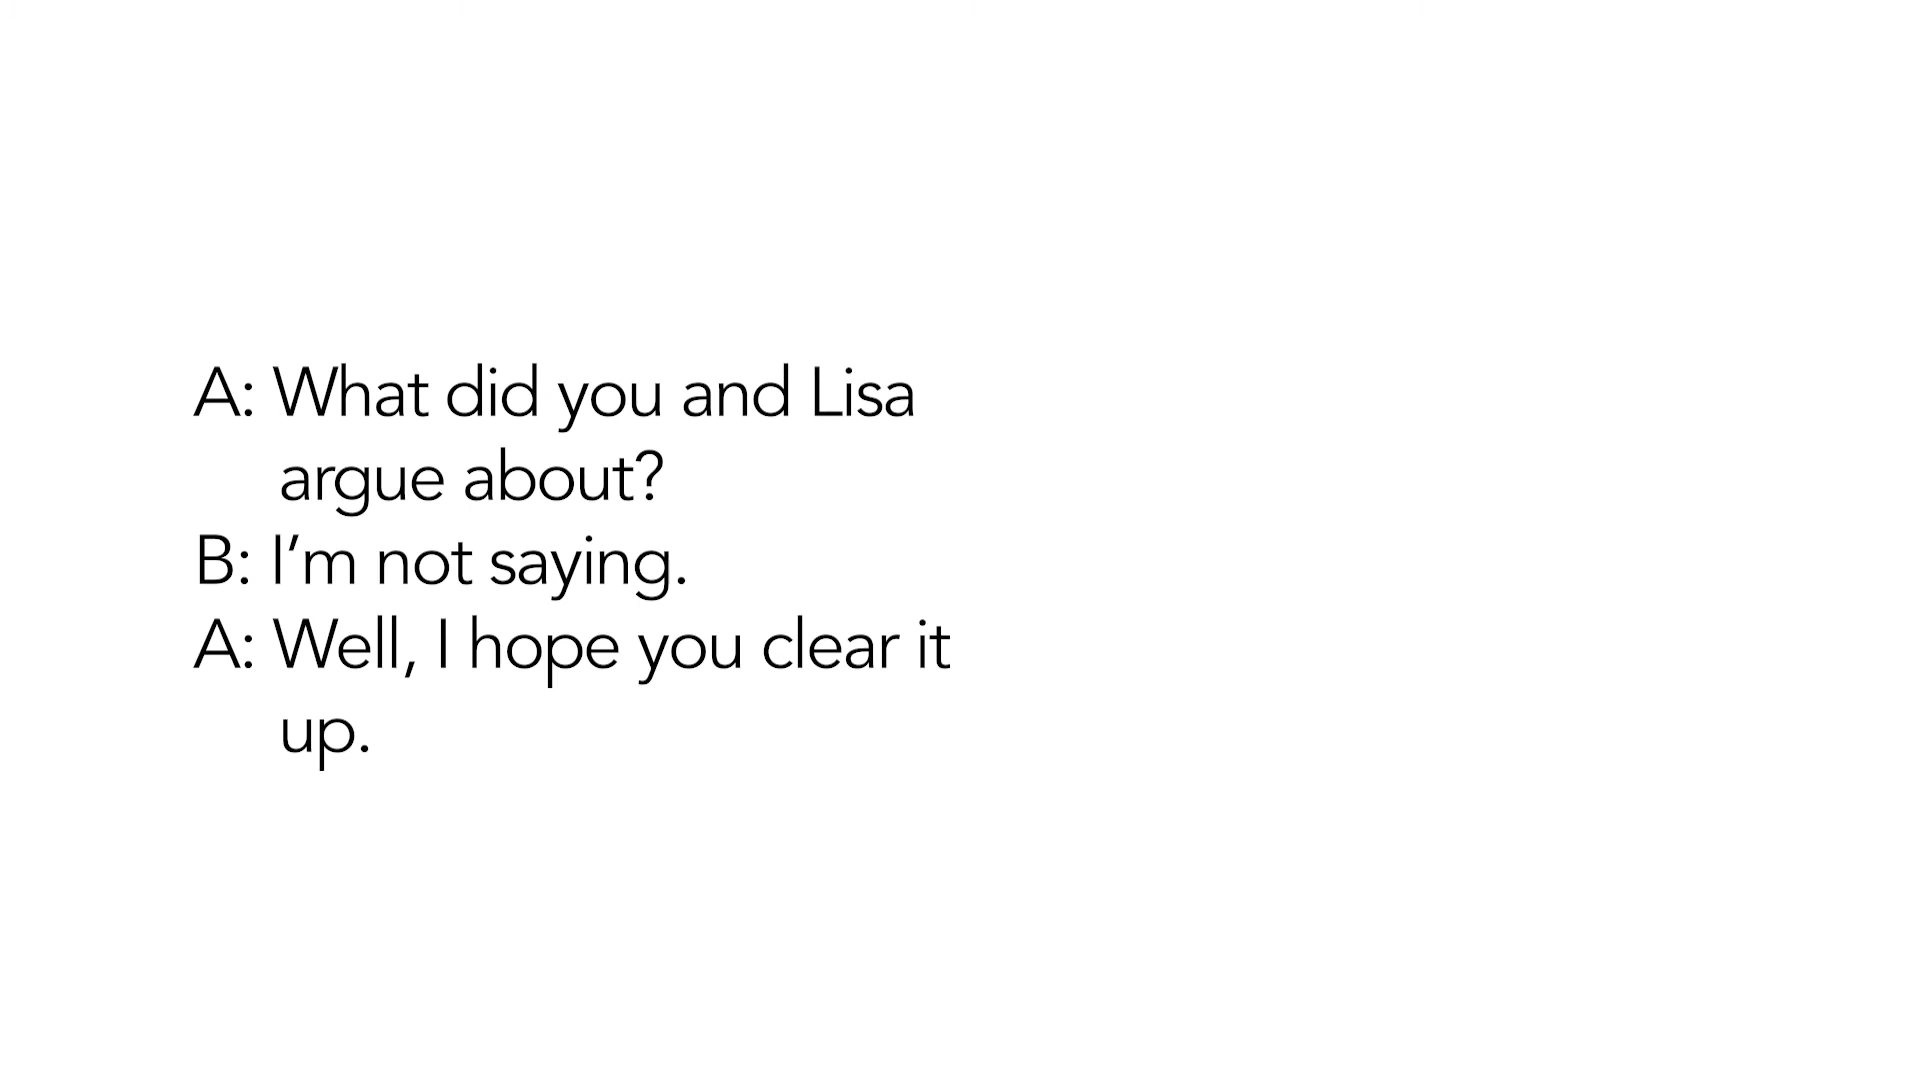 A: What did you and Lisa
argue about?
B: I’m not saying.
A: Well, I hope you clear it
up.